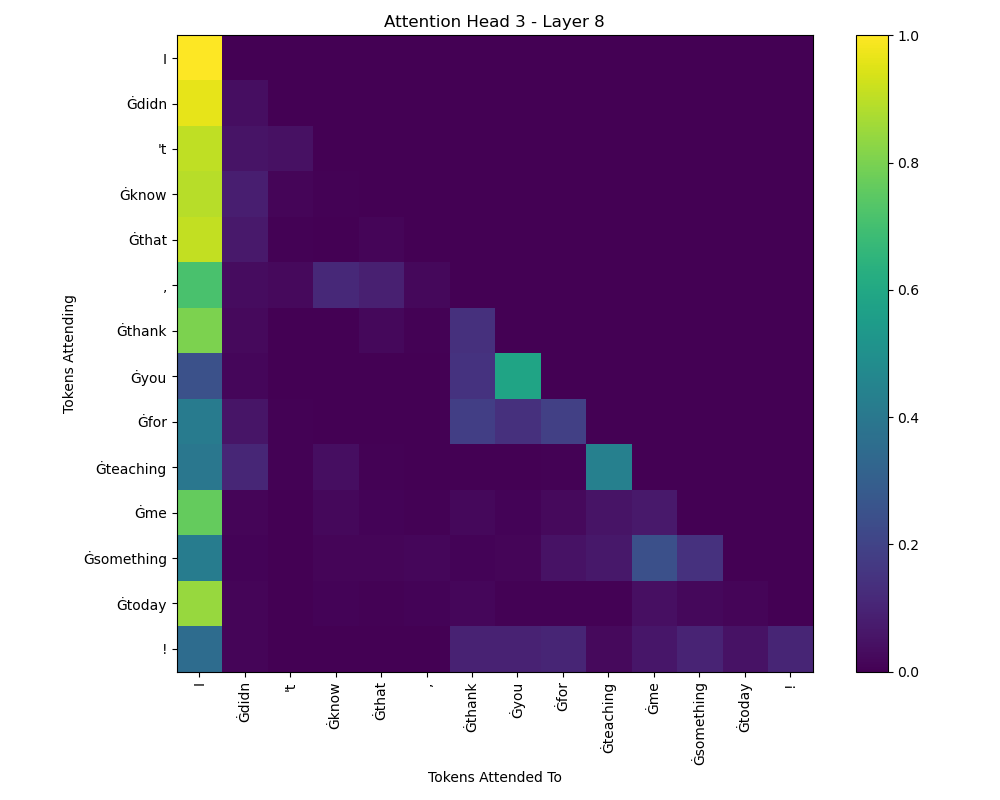 Attention Head 3 - Layer 8
I
Ġdidn
't
Ġknow
Ġthat
,
Ġthank
Ġyou
Ġfor
Ġteaching
Ġme
Ġsomething
Ġtoday
!
Tokens Attending
I
Ġdidn
't
Ġknow
Ġthat
,
Ġthank
Ġyou
Ġfor
Ġteaching
Ġme
Ġsomething
Ġtoday
!
Tokens Attended To
1.0
0.8
0.6
0.4
0.2
0.0